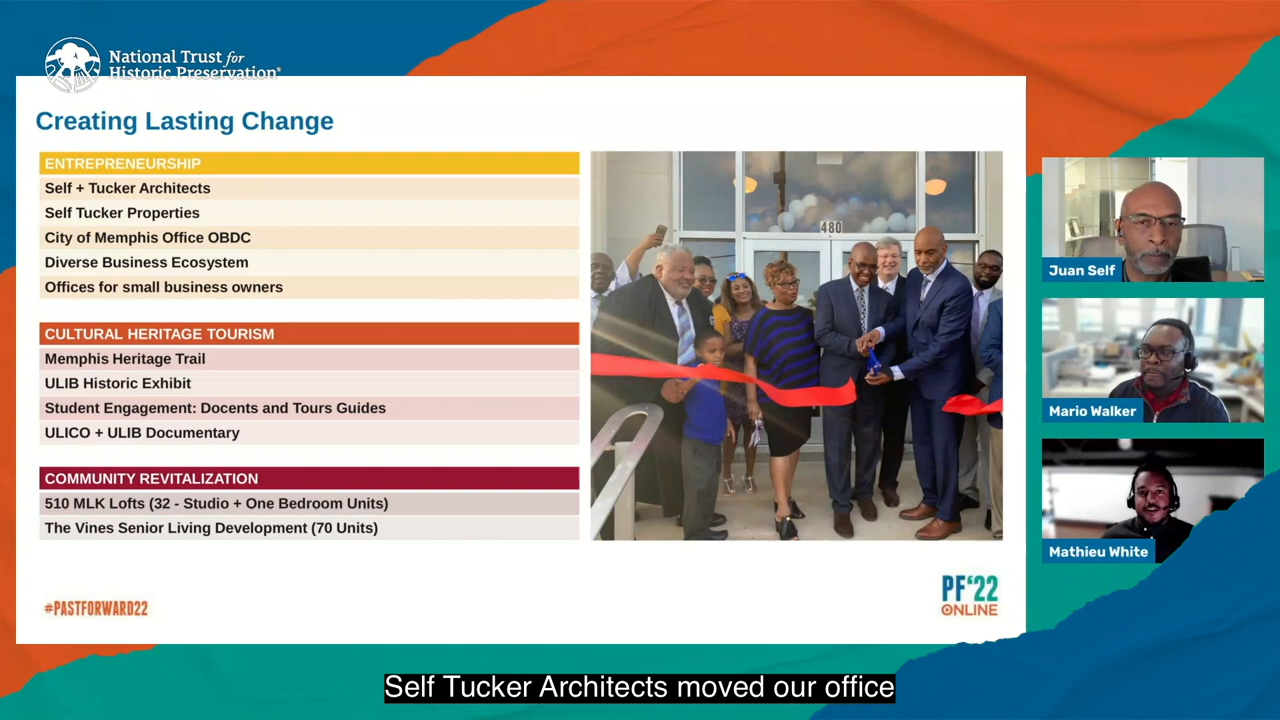 National Trust for
Historic Preservation®
Creating Lasting Change
ENTREPRENEURSHIP
Self + Tucker Architects
Self Tucker Properties
City of Memphis Office OBDC
Diverse Business Ecosystem
Offices for small business owners
CULTURAL HERITAGE TOURISM
Memphis Heritage Trail
ULIB Historic Exhibit
Student Engagement: Docents and Tours Guides
ULICO + ULIB Documentary
COMMUNITY REVITALIZATION
510 MLK Lofts (32 - Studio + One Bedroom Units)
The Vines Senior Living Development (70 Units)
480
#PASTFORWARD22
PF'22
ONLINE
Juan Self
Mario Walker
Mathieu White
Self Tucker Architects moved our office